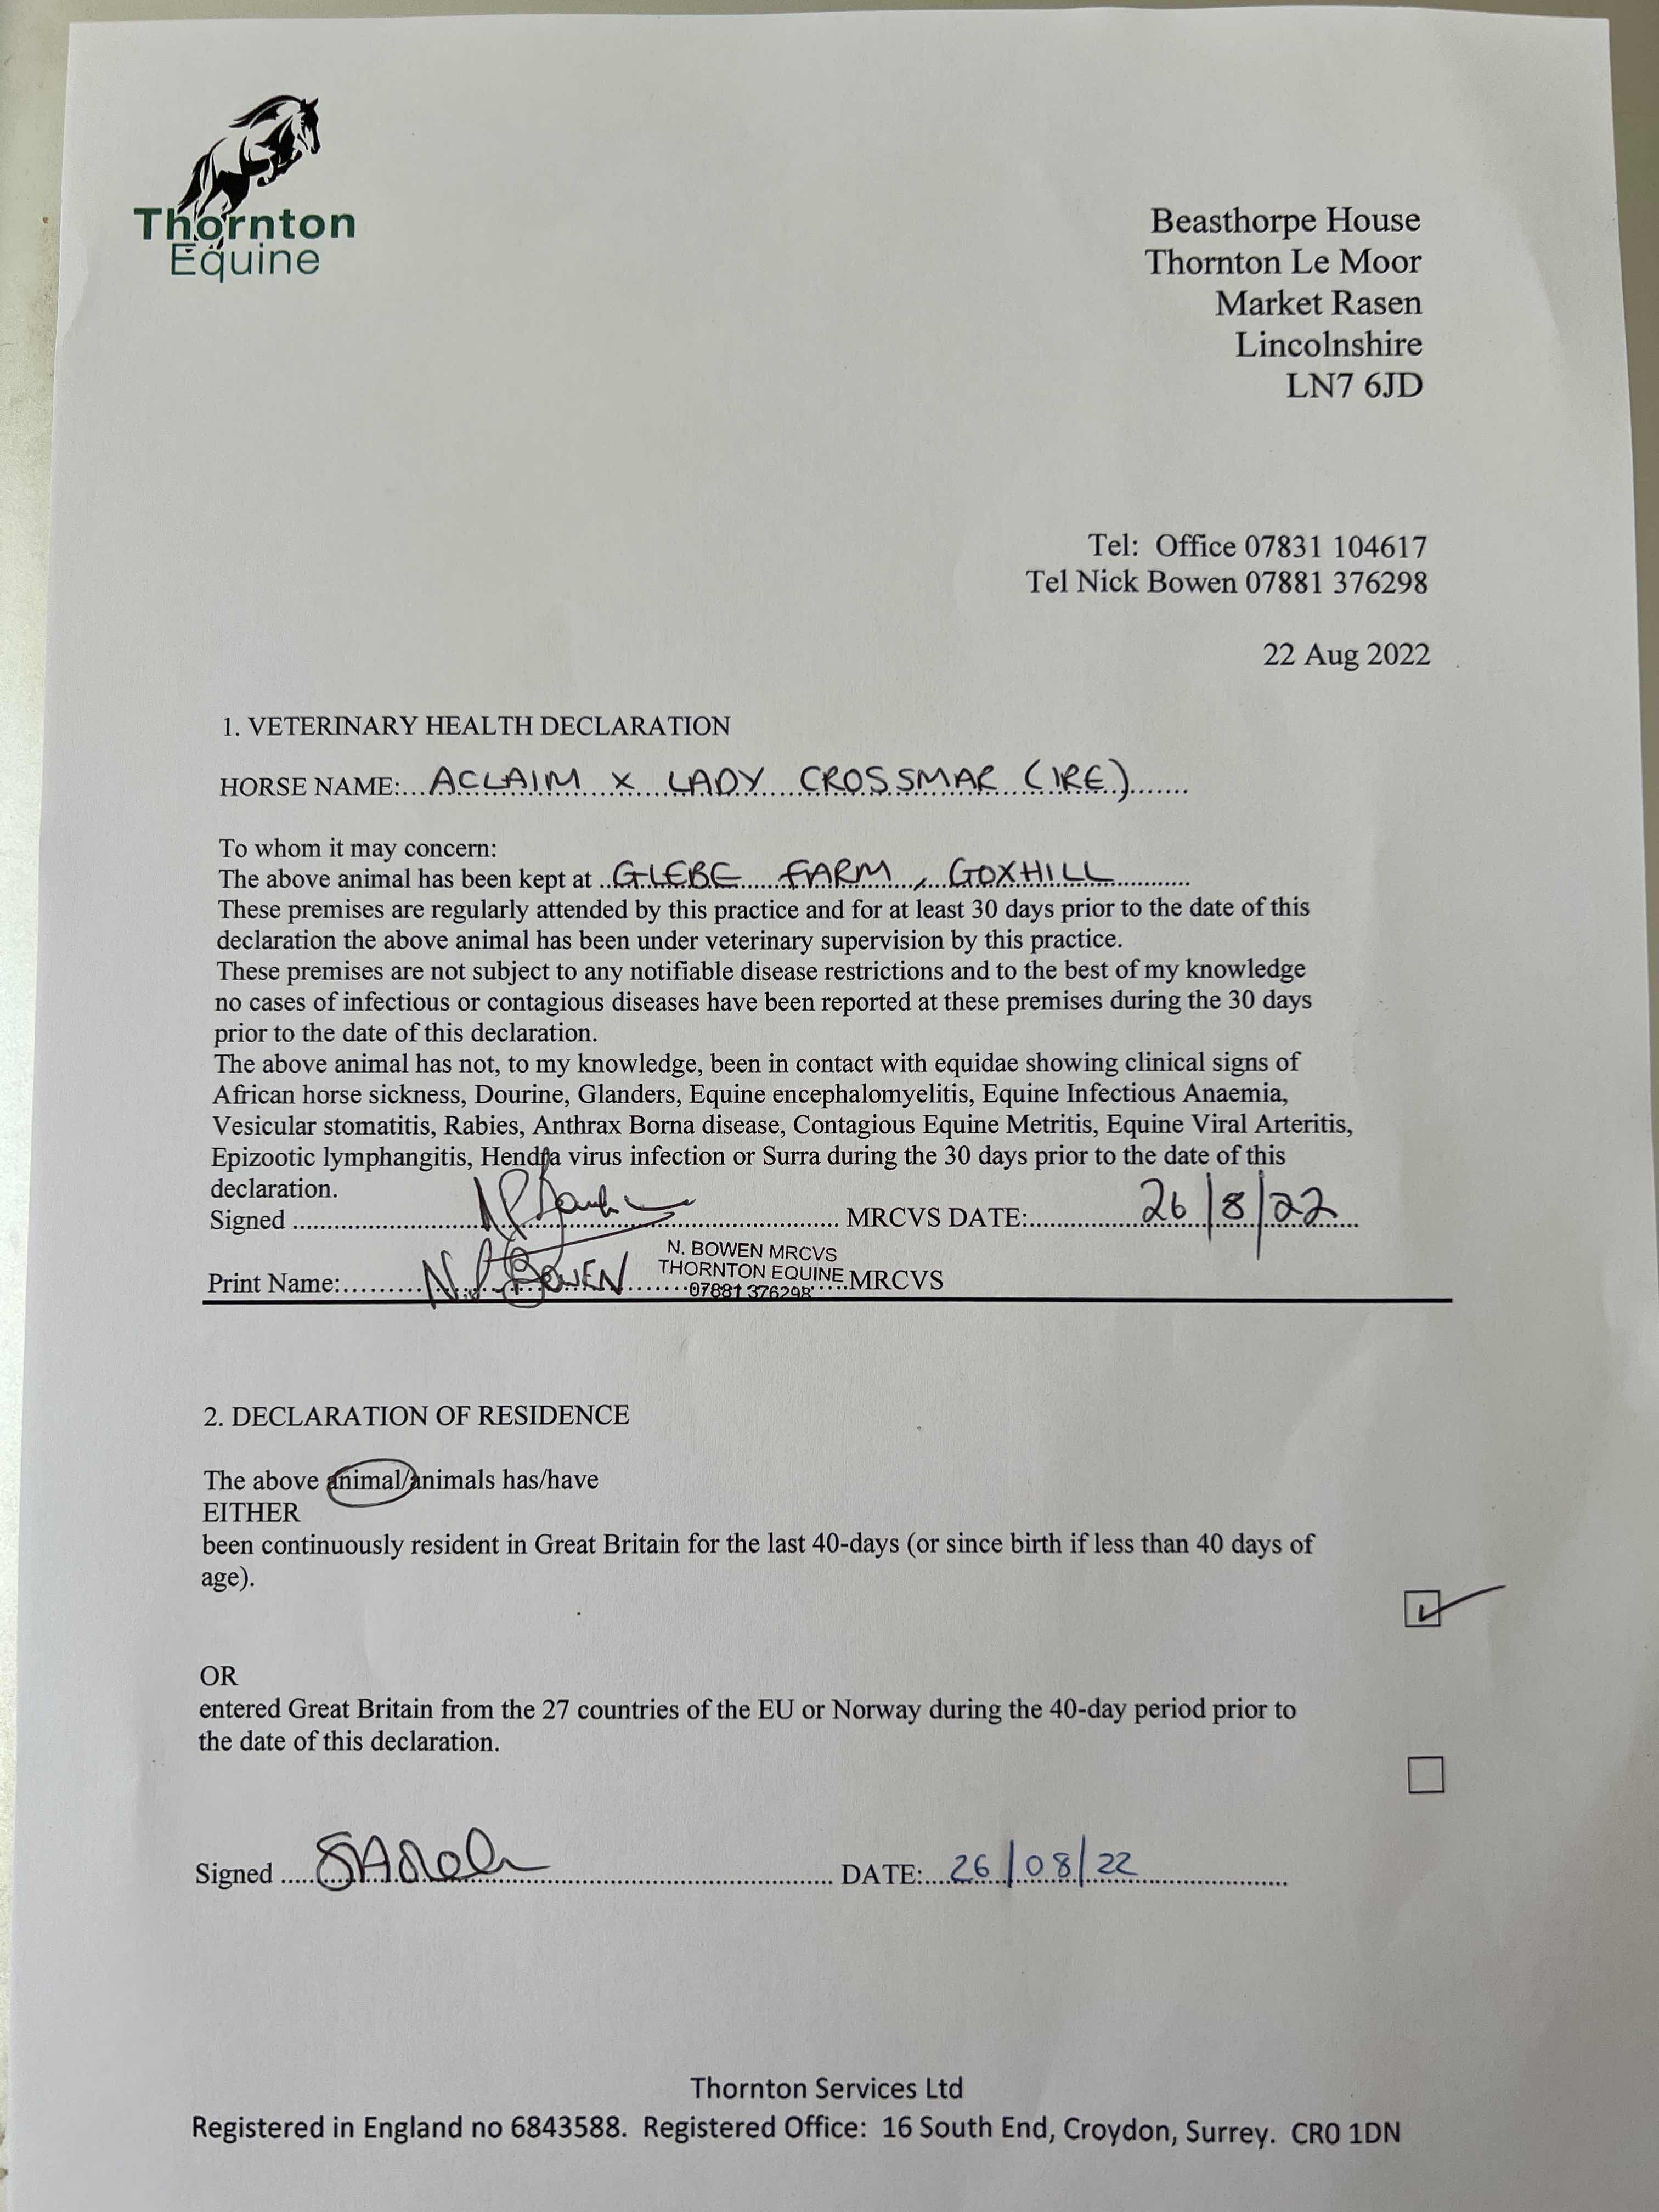 Thornton
Equine
Beasthorpe House
Thornton Le Moor
Market Rasen
Lincolnshire
LN7 6JD
Tel: Office 07831 104617
Tel Nick Bowen 07881 376298
22 Aug 2022
1. VETERINARY HEALTH DECLARATION
HORSE NAME:...ACLAIM X LADY CROSSMAR (IRE).......
To whom it may concern:
The above animal has been kept at ..GLEBE FARM, GOXHILL............
These premises are regularly attended by this practice and for at least 30 days prior to the date of this
declaration the above animal has been under veterinary supervision by this practice.
These premises are not subject to any notifiable disease restrictions and to the best of my knowledge
no cases of infectious or contagious diseases have been reported at these premises during the 30 days
prior to the date of this declaration.
The above animal has not, to my knowledge, been in contact with equidae showing clinical signs of
African horse sickness, Dourine, Glanders, Equine encephalomyelitis, Equine Infectious Anaemia,
Vesicular stomatitis, Rabies, Anthrax Borna disease, Contagious Equine Metritis, Equine Viral Arteritis,
Epizootic lymphangitis, Hendra virus infection or Surra during the 30 days prior to the date of this
declaration.
Signed ............ MRCVS DATE:............26/8/22
N. BOWEN MRCVS
THORNTON EQUINE
07881 376298
Print Name:.........N.P. BOWEN............MRCVS
2. DECLARATION OF RESIDENCE
The above animal/animals has/have
EITHER
been continuously resident in Great Britain for the last 40-days (or since birth if less than 40 days of
age).
OR
entered Great Britain from the 27 countries of the EU or Norway during the 40-day period prior to
the date of this declaration.
Signed ............ DATE:....26/08/22............
Thornton Services Ltd
Registered in England no 6843588. Registered Office: 16 South End, Croydon, Surrey. CR0 1DN